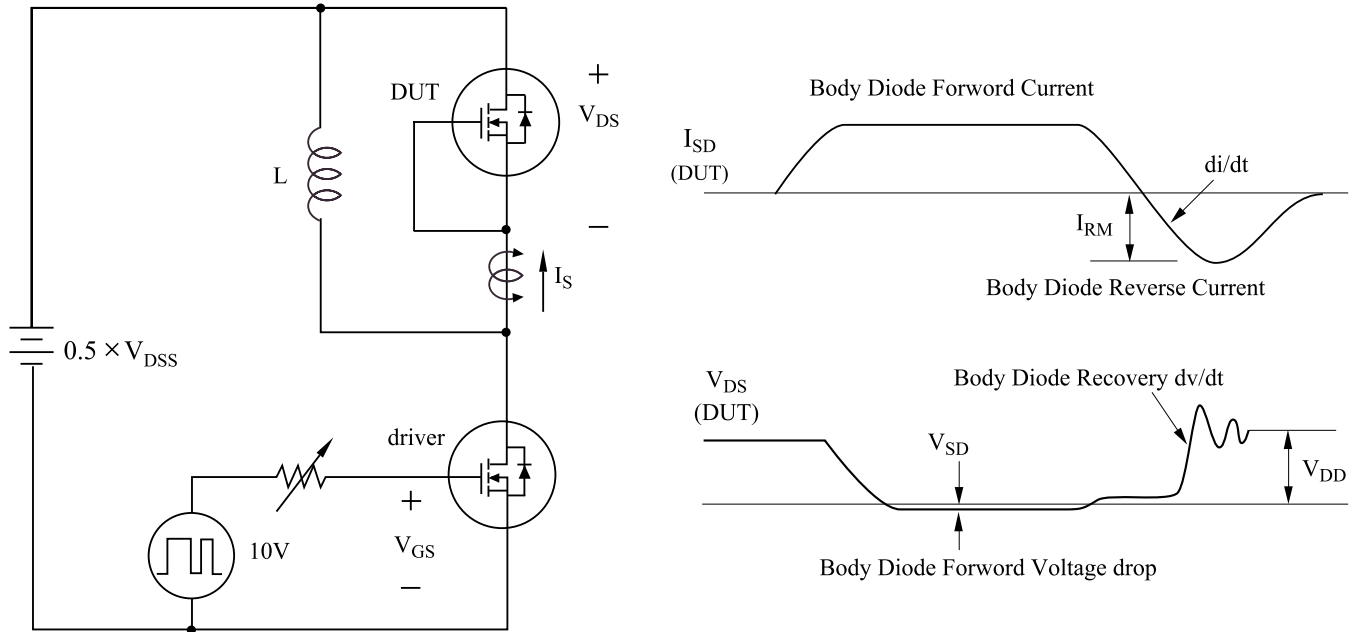 DUT
+
V_DS
−
L
I_S
0.5 × V_DSS
driver
+
V_GS
−
10V
Body Diode Forword Current
I_SD
(DUT)
di/dt
I_RM
Body Diode Reverse Current
V_DS
(DUT)
Body Diode Recovery dv/dt
V_SD
V_DD
Body Diode Forword Voltage drop